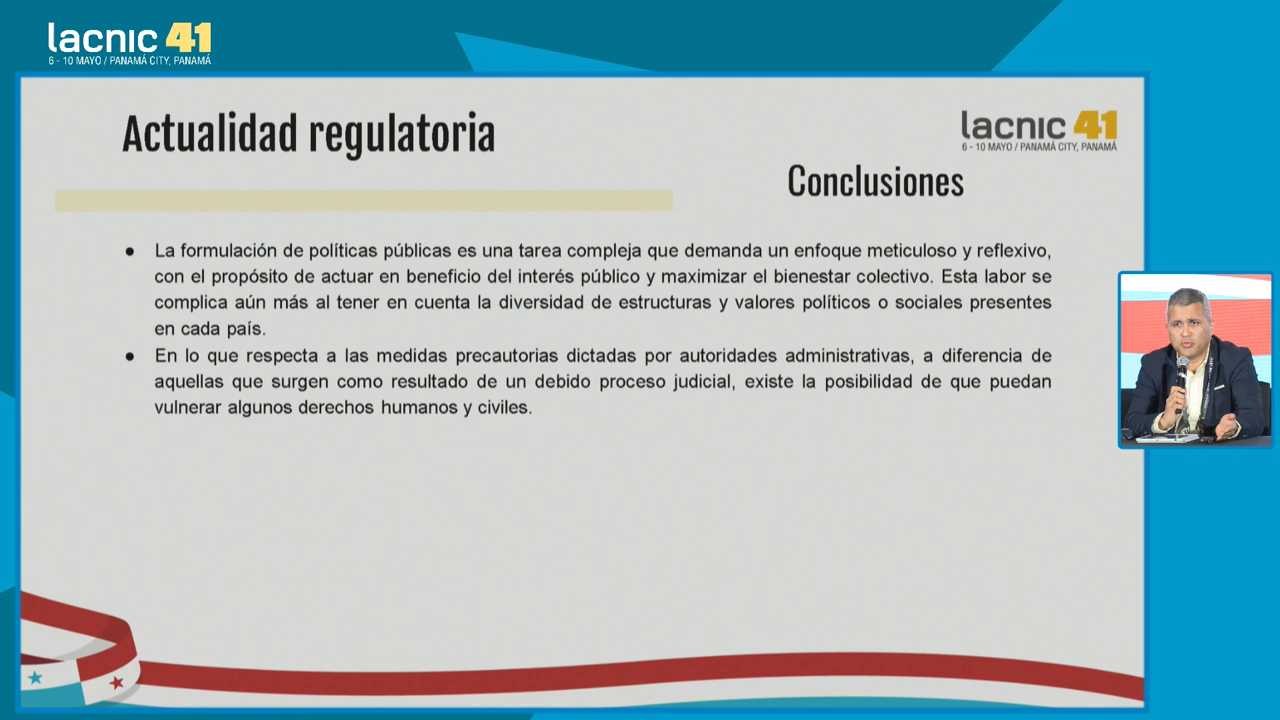 lacnic 41
6 - 10 MAYO / PANAMÁ CITY, PANAMÁ
Actualidad regulatoria
lacnic 41
6 - 10 MAYO / PANAMÁ CITY, PANAMÁ
Conclusiones
● La formulación de políticas públicas es una tarea compleja que demanda un enfoque meticuloso y reflexivo,
con el propósito de actuar en beneficio del interés público y maximizar el bienestar colectivo. Esta labor se
complica aún más al tener en cuenta la diversidad de estructuras y valores políticos o sociales presentes
en cada país.
● En lo que respecta a las medidas precautorias dictadas por autoridades administrativas, a diferencia de
aquellas que surgen como resultado de un debido proceso judicial, existe la posibilidad de que puedan
vulnerar algunos derechos humanos y civiles.